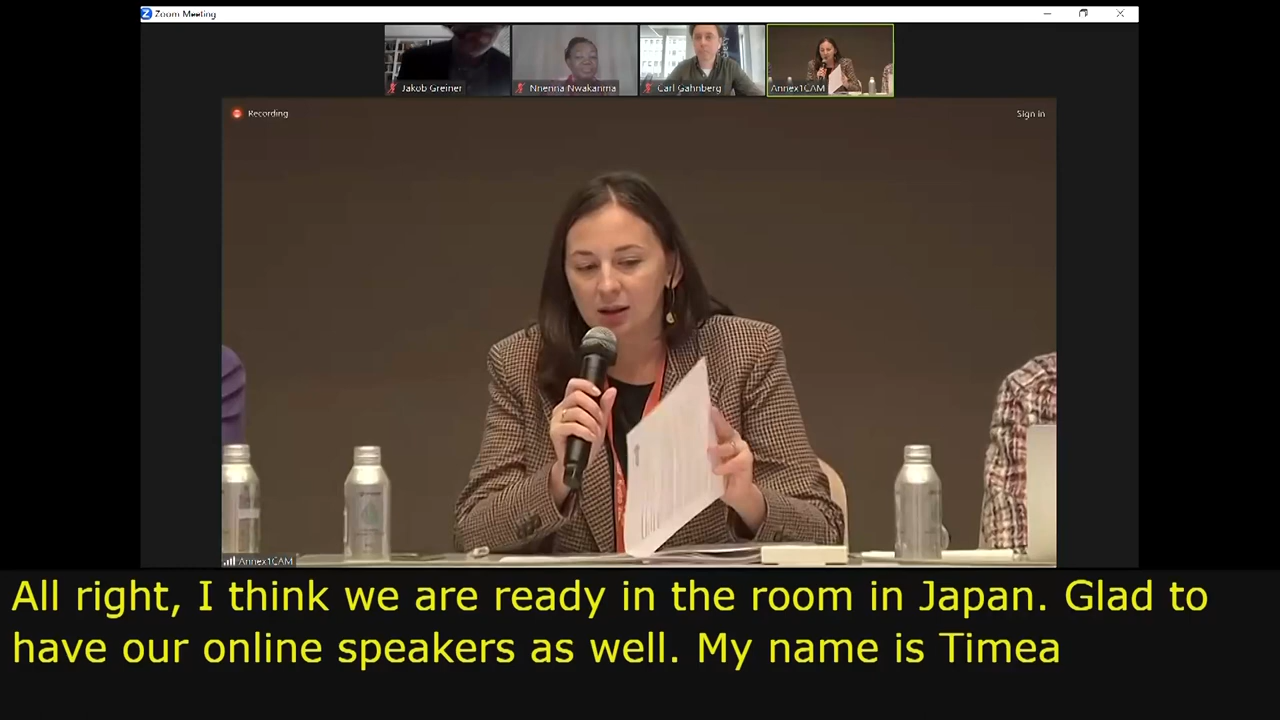 Zoom Meeting
Jakob Greiner
Nnenna Nwakanma
Carl Gahnberg
Annex1CAM
Recording
Sign in
Annex1CAM
All right, I think we are ready in the room in Japan. Glad to
have our online speakers as well. My name is Timea